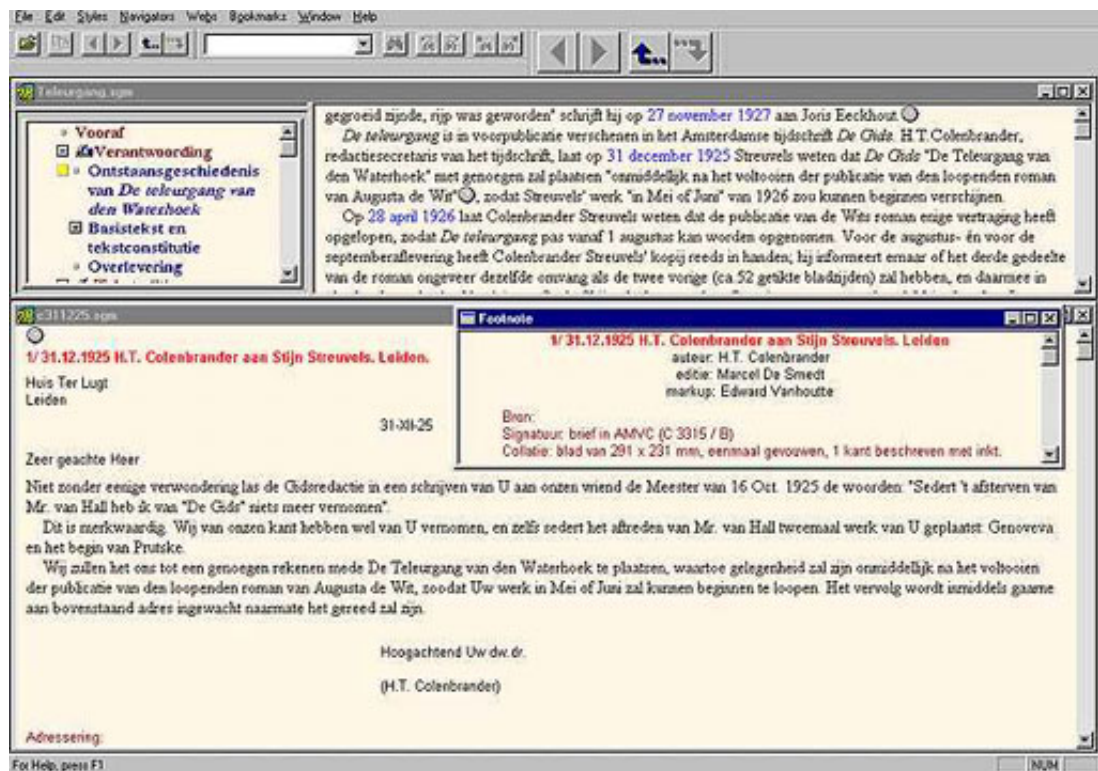 File Edit Styles Navigators Webs Bookmarks Window Help
Teleurgang.sgm
Vooraf
Verantwoording
Ontstaansgeschiedenis
van De teleurgang van
den Waterhoek
Basistekst en
tekstconstitutie
Overlevering
gegroeid zijnde, rijp was geworden" schrijft hij op 27 november 1927 aan Joris Eeckhout
De teleurgang is in voorpublicatie verschenen in het Amsterdamse tijdschrift De Gids. H.T.Colenbrander,
redactiesecretaris van het tijdschrift, laat op 31 december 1925 Streuvels weten dat De Gids "De Teleurgang van
den Waterhoek" met genoegen zal plaatsen "onmiddellijk na het voltooien der publicatie van den loopenden roman
van Augusta de Wit", zodat Streuvels' werk "in Mei of Juni" van 1926 zou kunnen beginnen verschijnen.
Op 28 april 1926 laat Colenbrander Streuvels weten dat de publicatie van de Wits roman enige vertraging heeft
opgelopen, zodat De teleurgang pas vanaf 1 augustus kan worden opgenomen. Voor de augustus- én voor de
septemberaflevering heeft Colenbrander Streuvels' kopij reeds in handen; hij informeert ernaar of het derde gedeelte
van de roman ongeveer dezelfde omvang als de twee vorige (ca.52 getikte bladzijden) zal hebben, en daarmee in
c311225.sgm
1/ 31.12.1925 H.T. Colenbrander aan Stijn Streuvels. Leiden.
Huis Ter Lugt
Leiden
31-XII-25
Footnote
1/ 31.12.1925 H.T. Colenbrander aan Stijn Streuvels. Leiden
auteur: H.T. Colenbrander
editie: Marcel De Smedt
markup: Edward Vanhoutte
Bron:
Signatuur: brief in AMVC (C 3315 / B)
Collatie: blad van 291 x 231 mm, eenmaal gevouwen, 1 kant beschreven met inkt.
Zeer geachte Heer
Niet zonder eenige verwondering las de Gidsredactie in een schrijven van U aan onzen vriend de Meester van 16 Oct. 1925 de woorden: "Sedert 't afsterven van
Mr. van Hall heb ik van "De Gids" niets meer vernomen".
Dit is merkwaardig. Wij van onzen kant hebben wel van U vernomen, en zelfs sedert het aftreden van Mr. van Hall tweemaal werk van U geplaatst: Genoveva
en het begin van Prutske.
Wij zullen het ons tot een genoegen rekenen mede De Teleurgang van den Waterhoek te plaatsen, waartoe gelegenheid zal zijn onmiddellijk na het voltooien
der publicatie van den loopenden roman van Augusta de Wit, zoodat Uw werk in Mei of Juni zal kunnen beginnen te loopen. Het vervolg wordt inmiddels gaarne
aan bovenstaand adres ingewacht naarmate het gereed zal zijn.
Hoogachtend Uw dw.dr.
(H.T. Colenbrander)
Adressering:
For Help, press F1
NUM